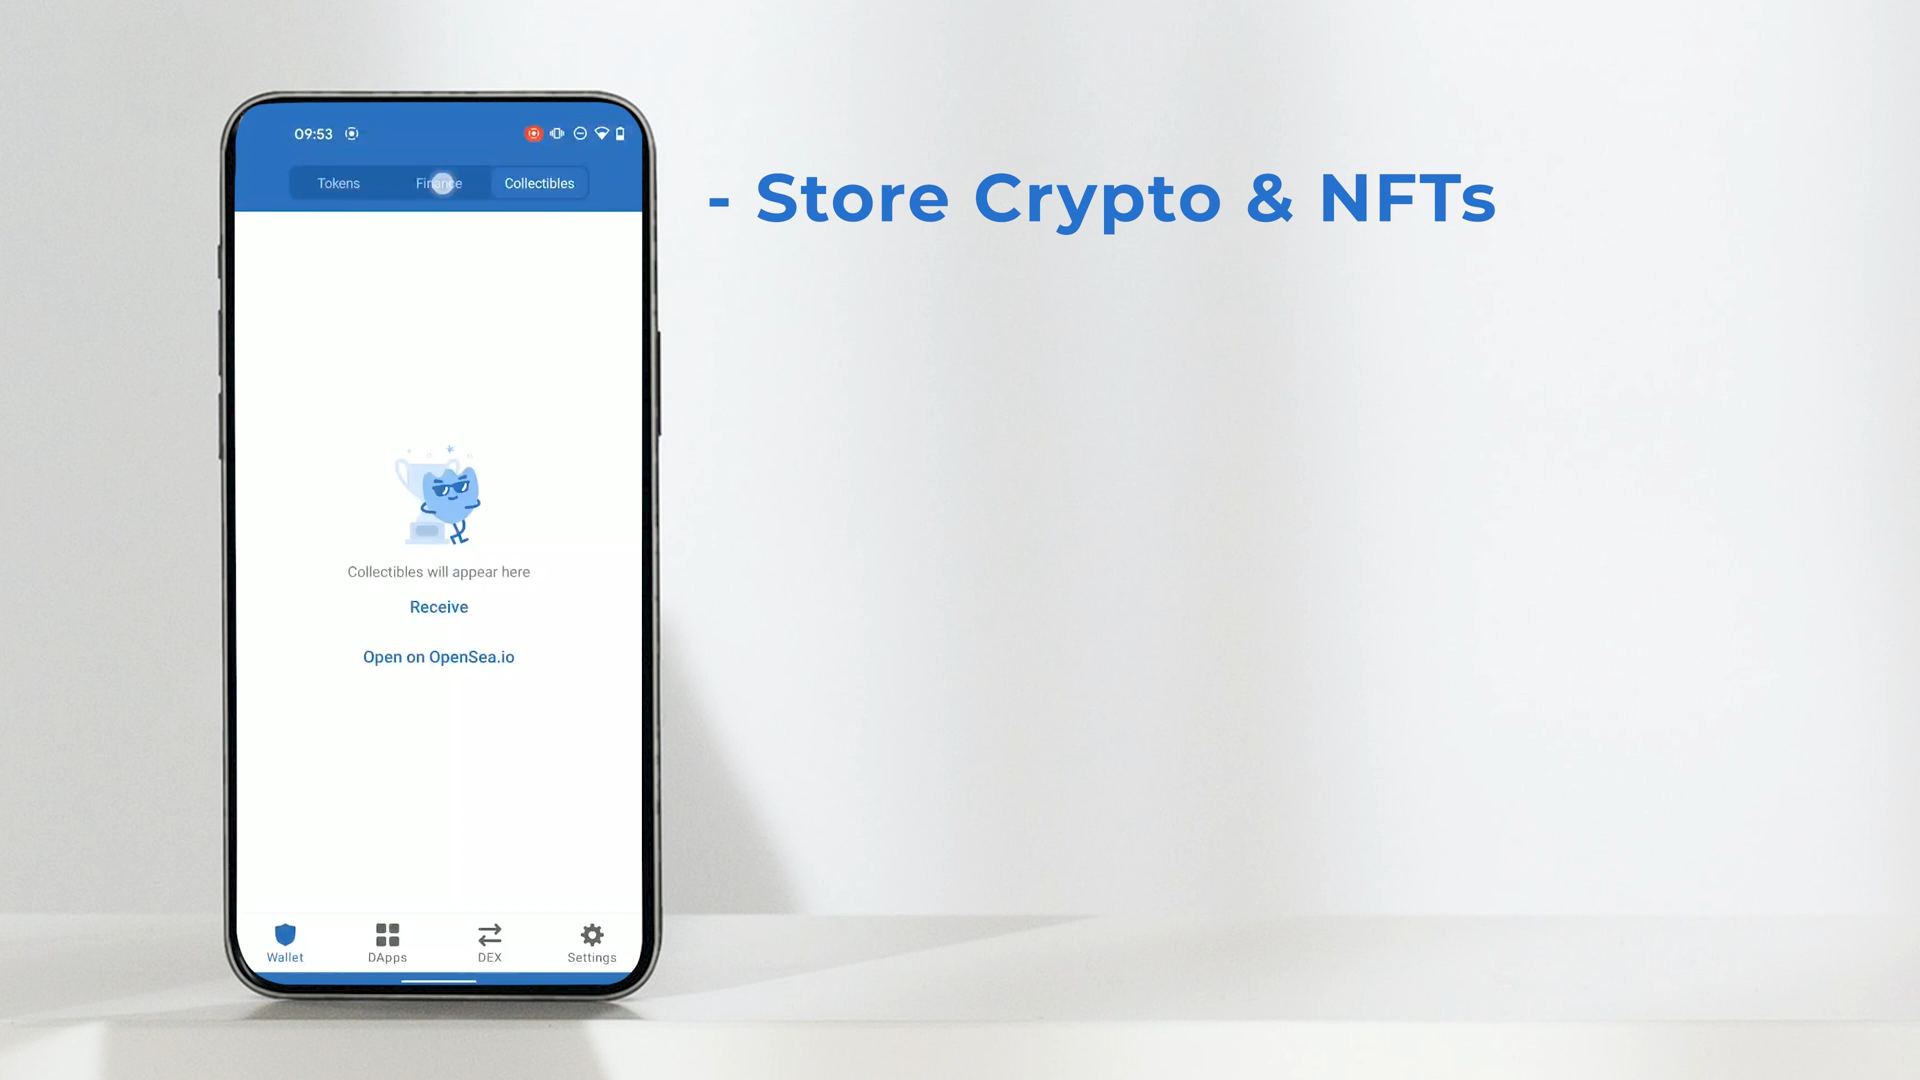 09:53
Tokens Finance Collectibles
- Store Crypto & NFTs
Collectibles will appear here
Receive
Open on OpenSea.io
Wallet DApps DEX Settings